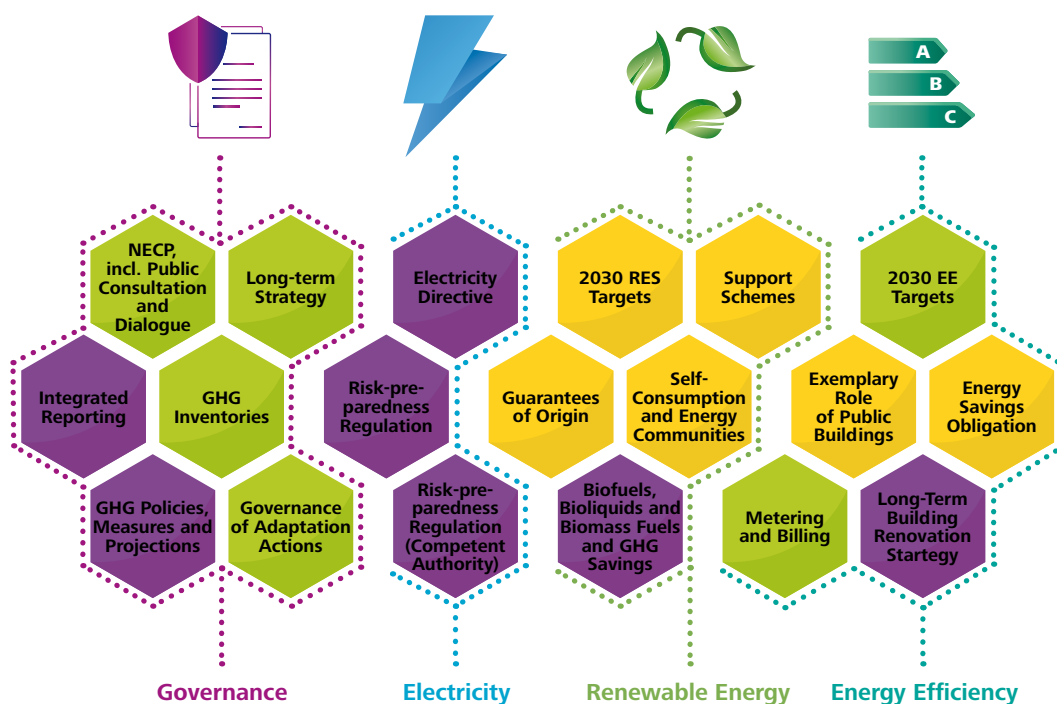 A
B
C
NECP,
incl. Public
Consultation
and
Dialogue
Long-term
Strategy
Integrated
Reporting
GHG
Inventories
GHG Policies,
Measures and
Projections
Governance
of Adaptation
Actions
Electricity
Directive
Risk-pre-
paredness
Regulation
Risk-pre-
paredness
Regulation
(Competent
Authority)
2030 RES
Targets
Support
Schemes
Guarantees
of Origin
Self-
Consumption
and Energy
Communities
Biofuels,
Bioliquids and
Biomass Fuels
and GHG
Savings
2030 EE
Targets
Exemplary
Role
of Public
Buildings
Energy
Savings
Obligation
Metering
and Billing
Long-Term
Building
Renovation
Startegy
Governance
Electricity
Renewable Energy
Energy Efficiency